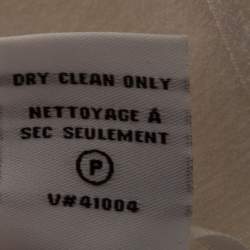 DRY CLEAN ONLY
NETTOYAGE À
SEC SEULEMENT
P
V#41004